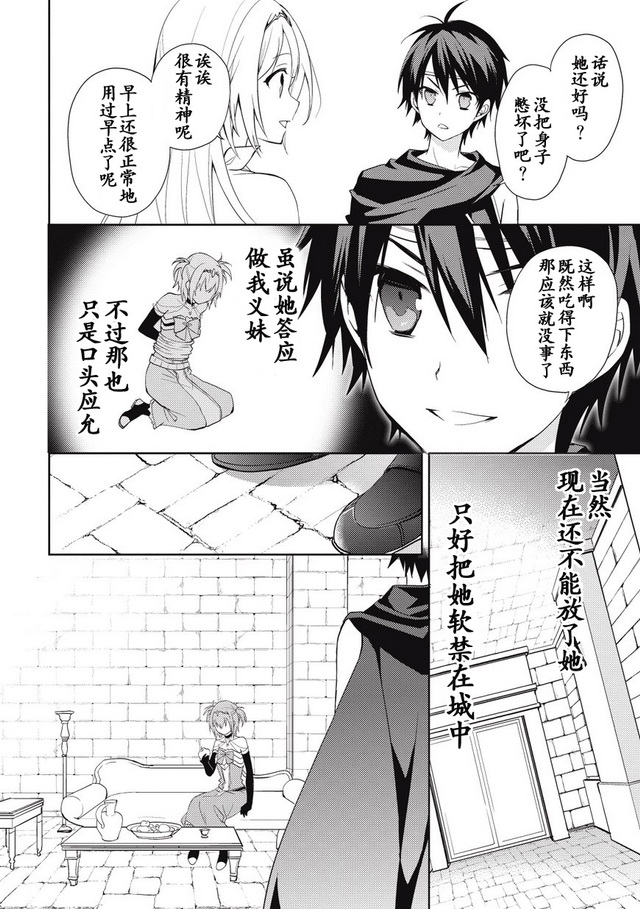 话说
她还好吗？
没把身子
憋坏了吧？
诶诶
很有精神呢
早上还很正常地
用过早点了呢
这样啊
既然吃得下东西
那应该就没事了
虽说她答应
做我义妹
不过那也
只是口头应允
当然
现在还不能放了她
只好把她软禁在城中